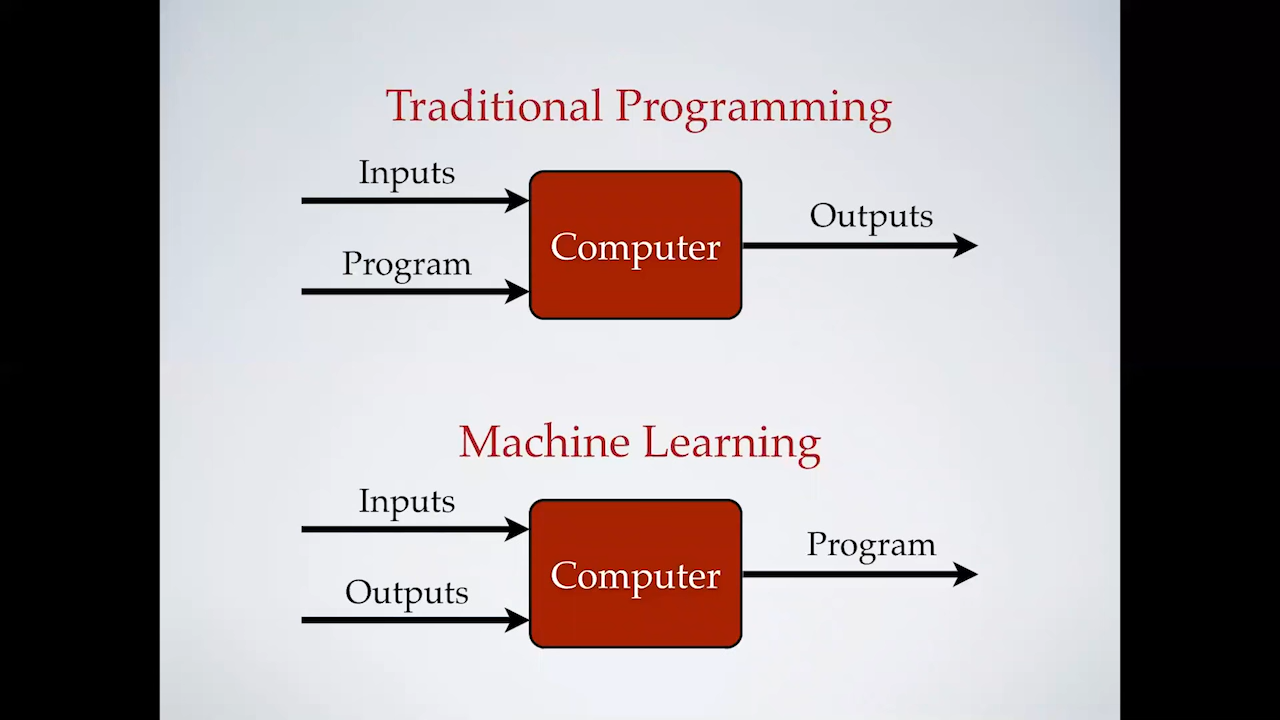 Traditional Programming
Inputs
Program
Computer
Outputs
Machine Learning
Inputs
Outputs
Computer
Program